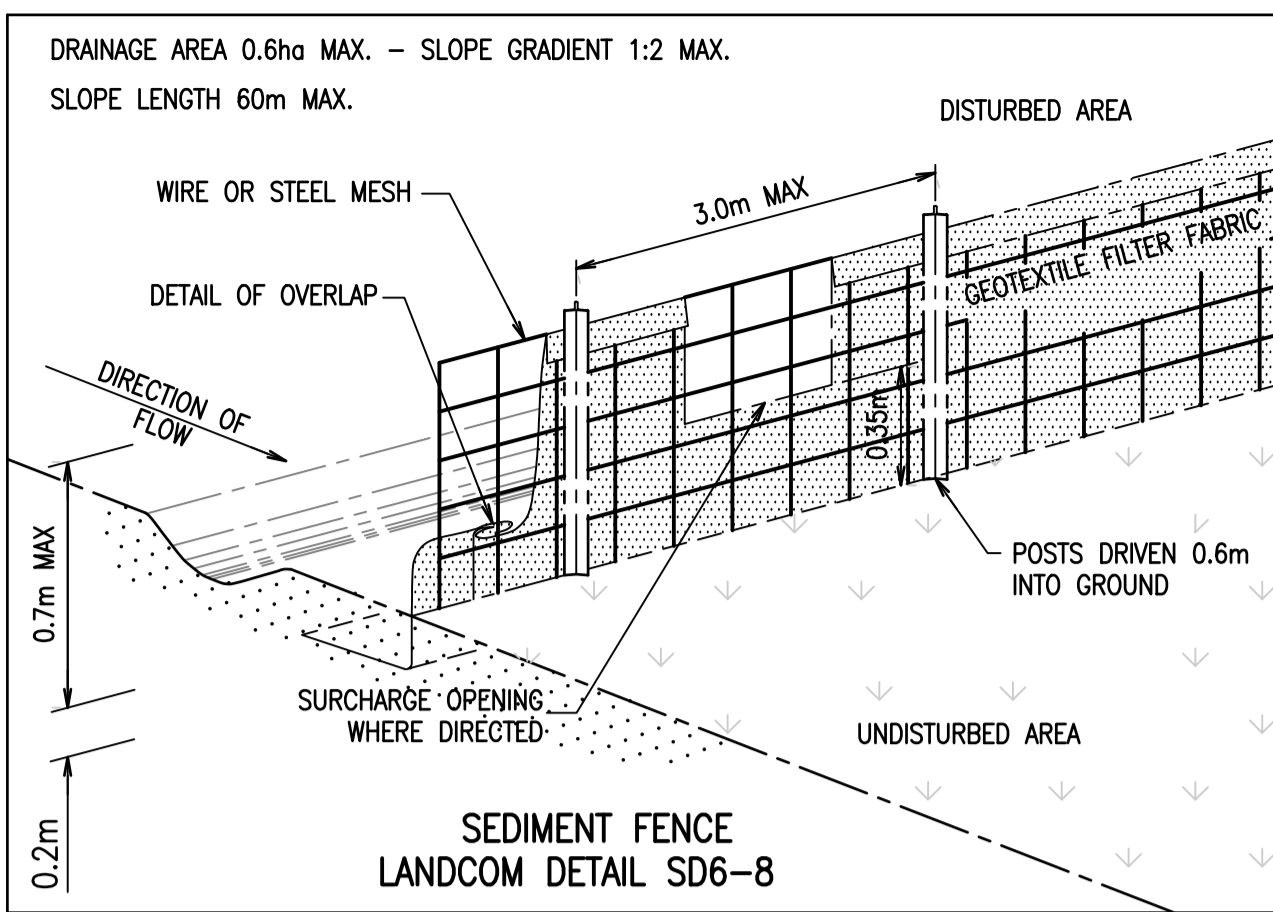 DRAINAGE AREA 0.6ha MAX. – SLOPE GRADIENT 1:2 MAX.
SLOPE LENGTH 60m MAX.
DISTURBED AREA
WIRE OR STEEL MESH
3.0m MAX
GEOTEXTILE FILTER FABRIC
DETAIL OF OVERLAP
DIRECTION OF
FLOW
0.35m
0.7m MAX
POSTS DRIVEN 0.6m
INTO GROUND
SURCHARGE OPENING
WHERE DIRECTED
UNDISTURBED AREA
0.2m
SEDIMENT FENCE
LANDCOM DETAIL SD6–8